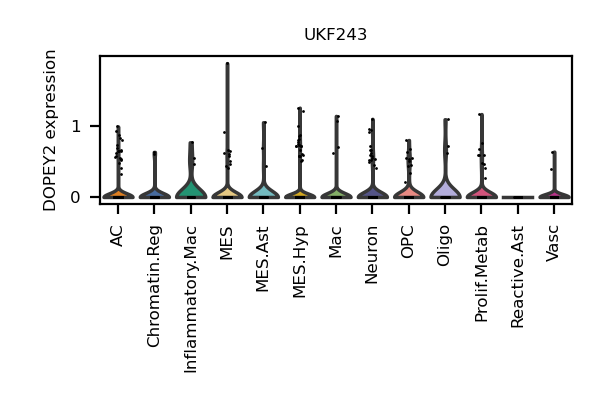 UKF243
DOPEY2 expression
1
0
AC
Chromatin.Reg
Inflammatory.Mac
MES
MES.Ast
MES.Hyp
Mac
Neuron
OPC
Oligo
Prolif.Metab
Reactive.Ast
Vasc